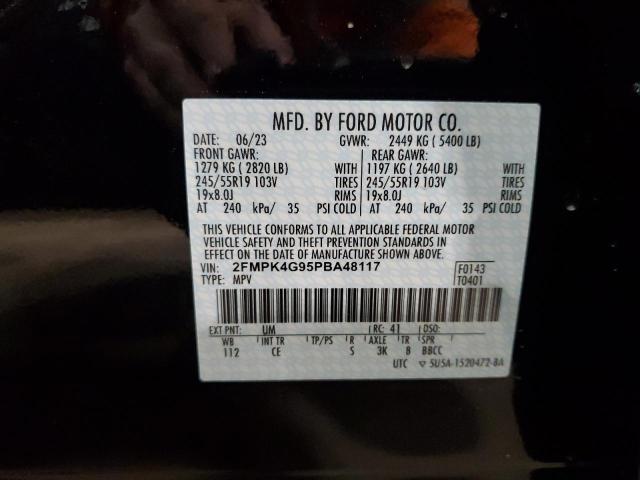 MFD. BY FORD MOTOR CO.
DATE: 06/23 GVWR: 2449 KG ( 5400 LB)
FRONT GAWR: REAR GAWR:
1279 KG ( 2820 LB) WITH 1197 KG ( 2640 LB) WITH
245/55R19 103V TIRES 245/55R19 103V TIRES
19x8.0J RIMS 19x8.0J RIMS
AT 240 kPa/ 35 PSI COLD AT 240 kPa/ 35 PSI COLD
THIS VEHICLE CONFORMS TO ALL APPLICABLE FEDERAL MOTOR
VEHICLE SAFETY AND THEFT PREVENTION STANDARDS IN
EFFECT ON THE DATE OF MANUFACTURE SHOWN ABOVE.
VIN: 2FMPK4G95PBA48117 F0143
TYPE: MPV T0401
EXT PNT: UM RC: 41 DSO:
WB INT TR TP/PS R AXLE TR SPR
112 CE S 3K B BBCC
UTC ▽ 5U5A-1520472-BA